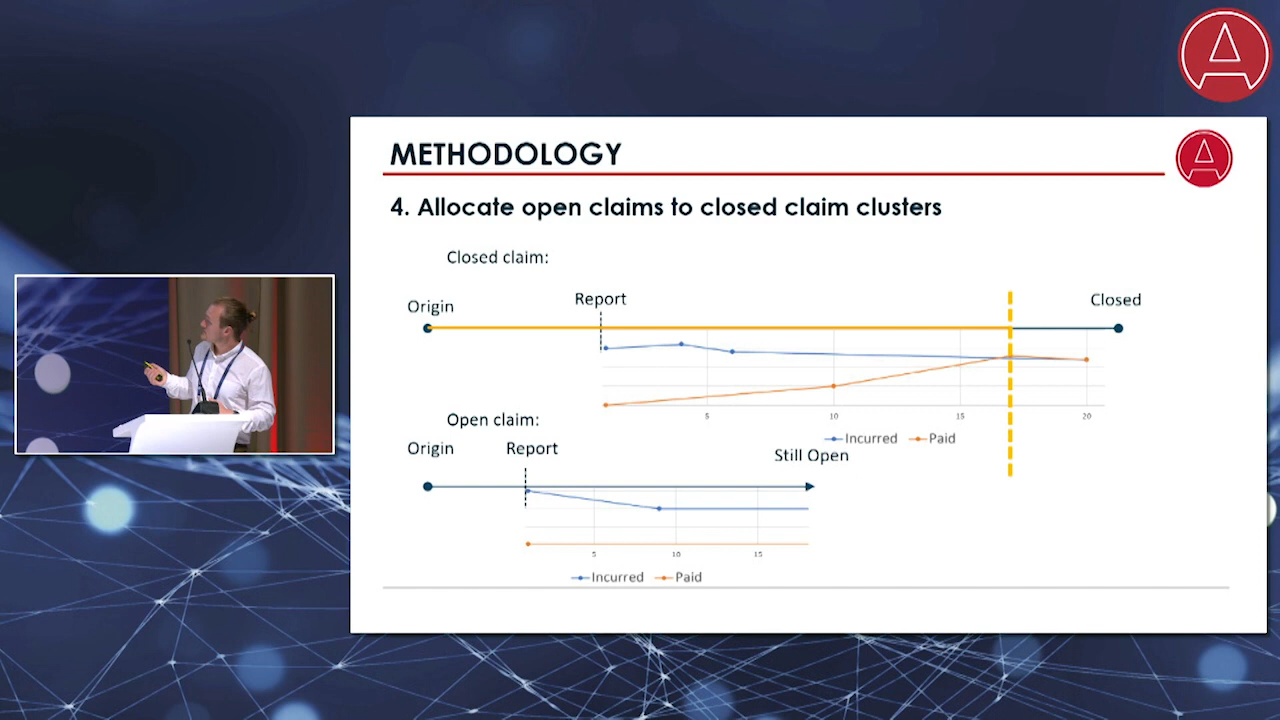 METHODOLOGY
4. Allocate open claims to closed claim clusters
Closed claim:
Origin
Report
Closed
5
10
15
20
Incurred
Paid
Open claim:
Origin
Report
Still Open
5
10
15
Incurred
Paid